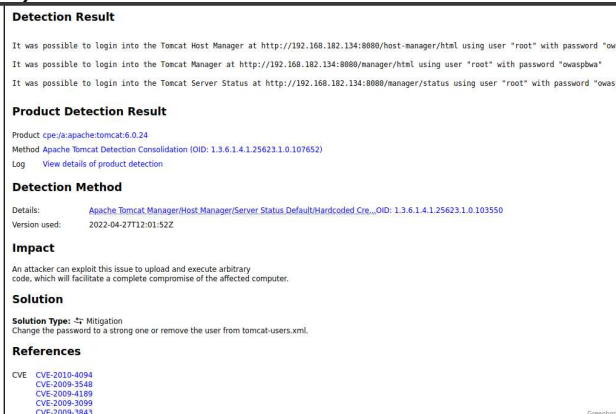 Detection Result
It was possible to login into the Tomcat Host Manager at http://192.168.182.134:8080/host-manager/html using user "root" with password "ow
It was possible to login into the Tomcat Manager at http://192.168.182.134:8080/manager/html using user "root" with password "owaspbwa"
It was possible to login into the Tomcat Server Status at http://192.168.182.134:8080/manager/status using user "root" with password "owas
Product Detection Result
Product cpe:/a:apache:tomcat:6.0.24
Method Apache Tomcat Detection Consolidation (OID: 1.3.6.1.4.1.25623.1.0.107652)
Log View details of product detection
Detection Method
Details: Apache Tomcat Manager/Host Manager/Server Status Default/Hardcoded Cre...OID: 1.3.6.1.4.1.25623.1.0.103550
Version used: 2022-04-27T12:01:52Z
Impact
An attacker can exploit this issue to upload and execute arbitrary
code, which will facilitate a complete compromise of the affected computer.
Solution
Solution Type: Mitigation
Change the password to a strong one or remove the user from tomcat-users.xml.
References
CVE CVE-2010-4094
CVE-2009-3548
CVE-2009-4189
CVE-2009-3099
CVE-2009-3843